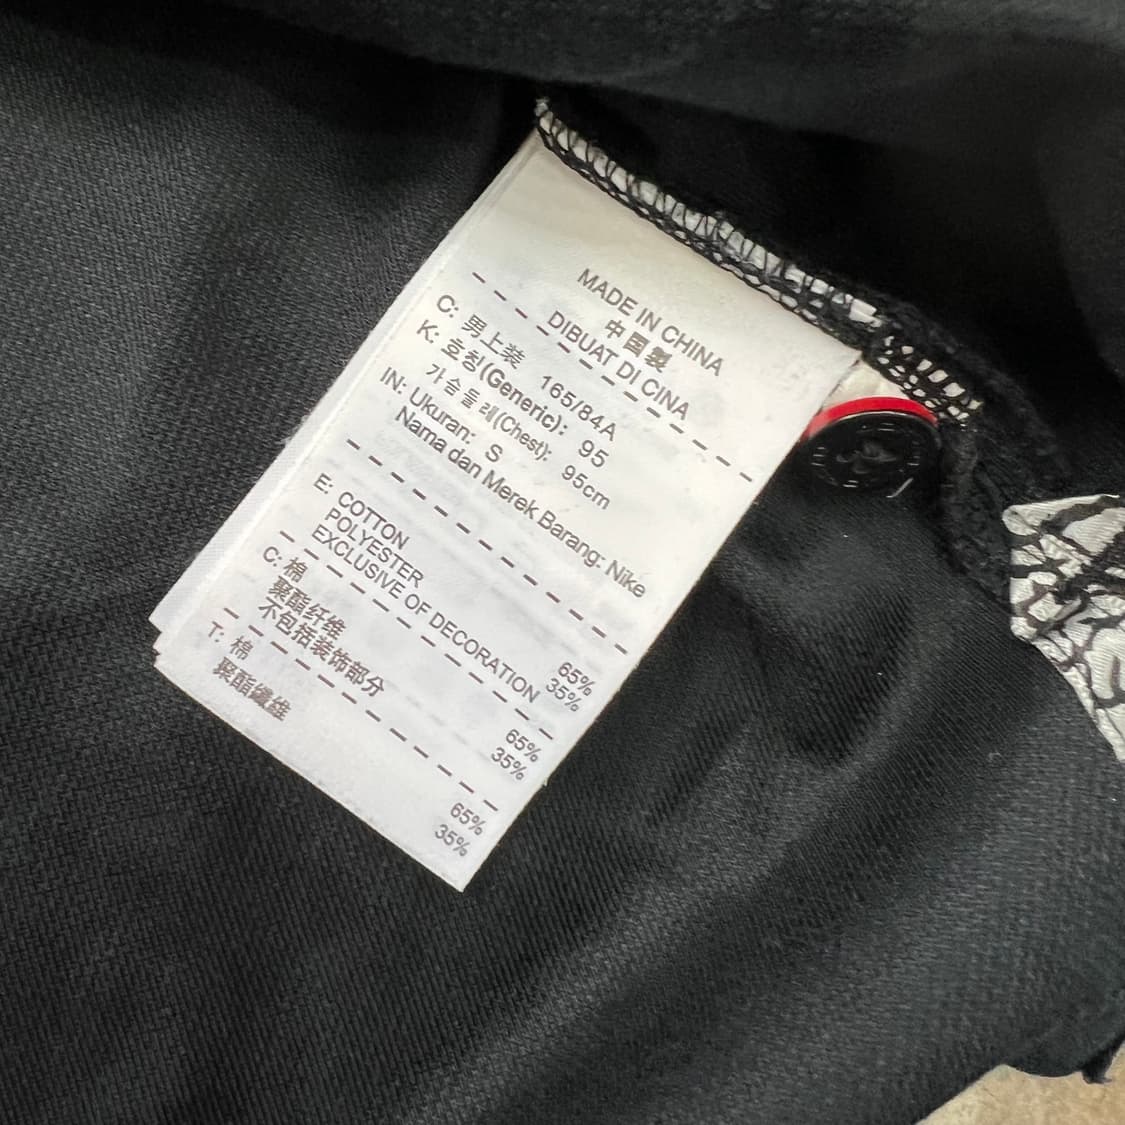 MADE IN CHINA
中国製
DIBUAT DI CINA
C: 男上装 165/84A
K: 호칭(Generic): 95
가슴둘레(Chest): 95cm
IN: Ukuran: S
Nama dan Merek Barang: Nike
E: COTTON 65%
POLYESTER 35%
EXCLUSIVE OF DECORATION
C: 棉 65%
聚酯纤维 35%
不包括装饰部分
T: 棉 65%
聚酯纖維 35%